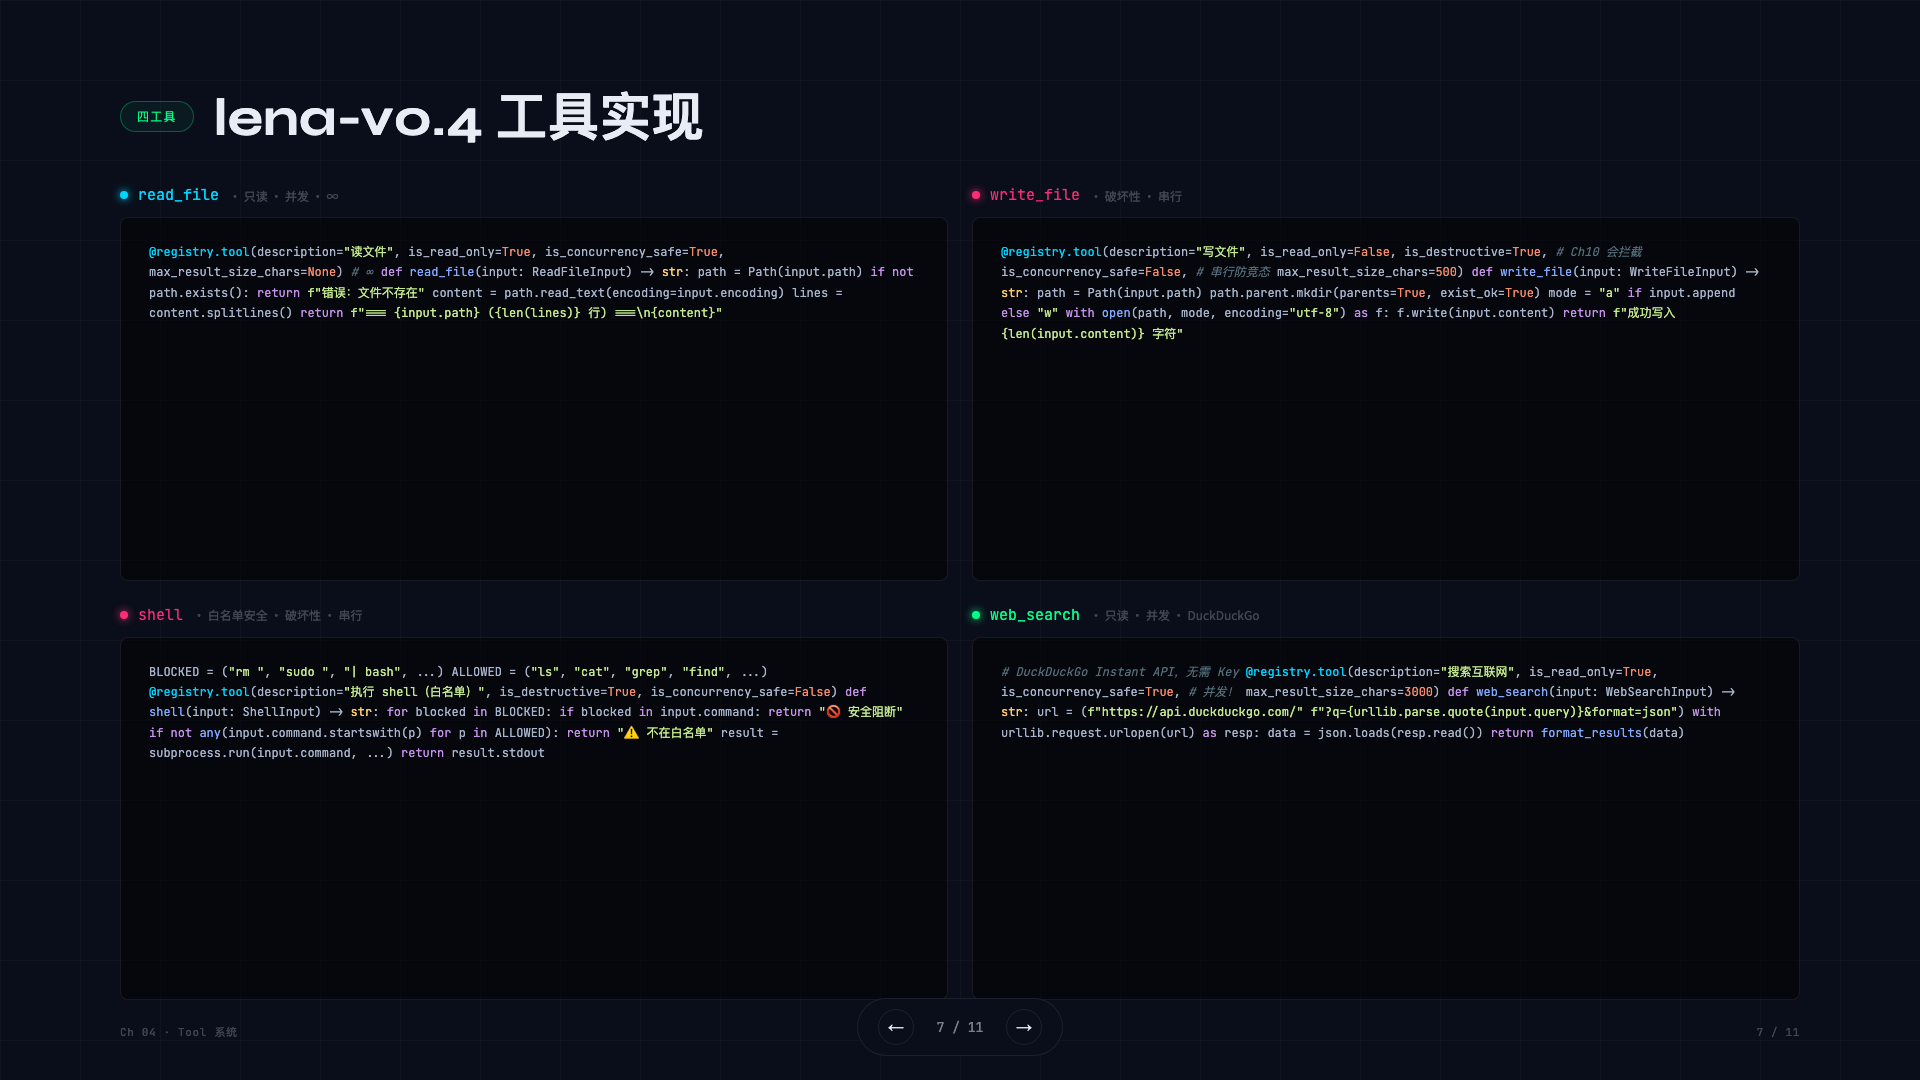 四工具
lena-v0.4 工具实现
read_file · 只读 · 并发 · ∞
@registry.tool(description="读文件", is_read_only=True, is_concurrency_safe=True,
max_result_size_chars=None) # ∞ def read_file(input: ReadFileInput) -> str: path = Path(input.path) if not
path.exists(): return f"错误: 文件不存在" content = path.read_text(encoding=input.encoding) lines =
content.splitlines() return f"=== {input.path} ({len(lines)} 行) ===\n{content}"
write_file · 破坏性 · 串行
@registry.tool(description="写文件", is_read_only=False, is_destructive=True, # Ch10 会拦截
is_concurrency_safe=False, # 串行防竞态 max_result_size_chars=500) def write_file(input: WriteFileInput) ->
str: path = Path(input.path) path.parent.mkdir(parents=True, exist_ok=True) mode = "a" if input.append
else "w" with open(path, mode, encoding="utf-8") as f: f.write(input.content) return f"成功写入
{len(input.content)} 字符"
shell · 白名单安全 · 破坏性 · 串行
BLOCKED = ("rm ", "sudo ", "| bash", ...) ALLOWED = ("ls", "cat", "grep", "find", ...)
@registry.tool(description="执行 shell（白名单）", is_destructive=True, is_concurrency_safe=False) def
shell(input: ShellInput) -> str: for blocked in BLOCKED: if blocked in input.command: return "🚫 安全阻断"
if not any(input.command.startswith(p) for p in ALLOWED): return "⚠️ 不在白名单" result =
subprocess.run(input.command, ...) return result.stdout
web_search · 只读 · 并发 · DuckDuckGo
# DuckDuckGo Instant API，无需 Key @registry.tool(description="搜索互联网", is_read_only=True,
is_concurrency_safe=True, # 并发！ max_result_size_chars=3000) def web_search(input: WebSearchInput) ->
str: url = (f"https://api.duckduckgo.com/" f"?q={urllib.parse.quote(input.query)}&format=json") with
urllib.request.urlopen(url) as resp: data = json.loads(resp.read()) return format_results(data)
Ch 04 · Tool 系统
← 7 / 11 →
7 / 11